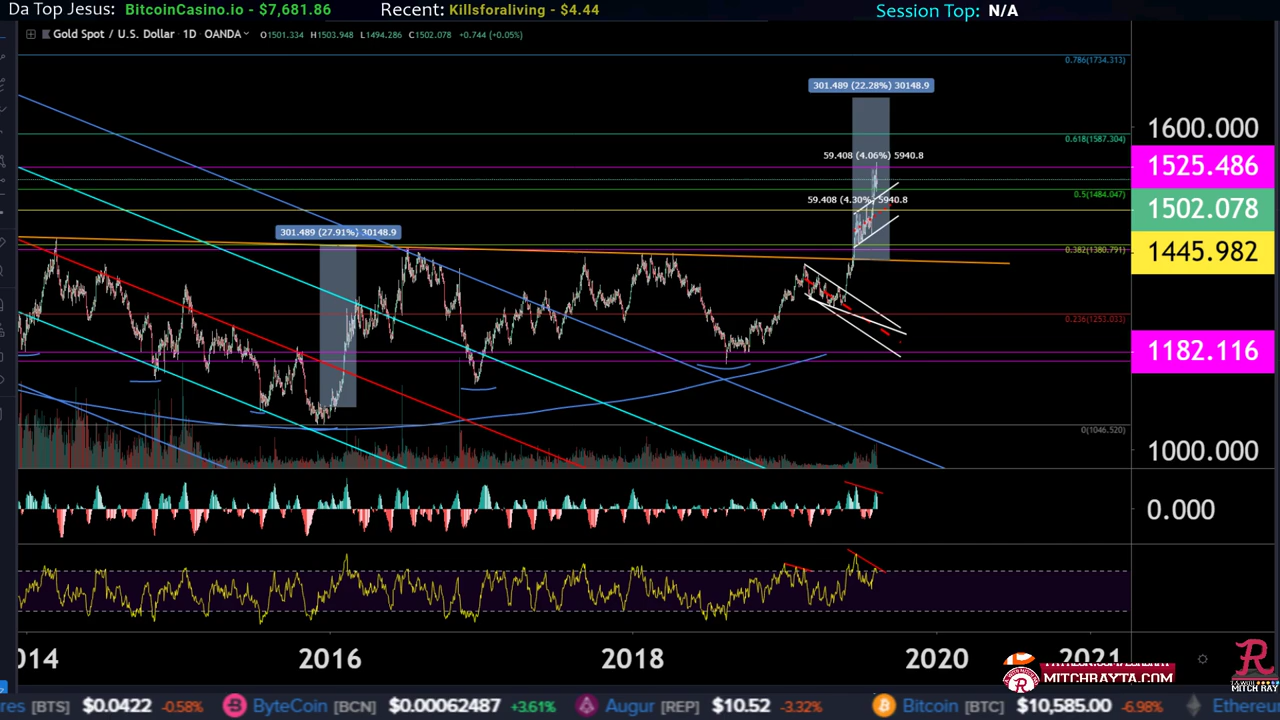 Da Top Jesus: BitcoinCasino.io - $7,681.86 Recent: Killsforaliving - $4.44 Session Top: N/A
Gold Spot / U.S. Dollar 1D OANDA O1501.334 H1503.948 L1494.286 C1502.078 +0.744 (+0.05%)
0.786(1734.313)
301.489 (22.28%) 30148.9
1600.000
0.618(1587.304)
59.408 (4.06%) 5940.8
1525.486
0.5(1484.047)
59.408 (4.30%) 5940.8
1502.078
301.489 (27.91%) 30148.9
0.382(1380.791)
1445.982
0.236(1253.033)
1182.116
0(1046.520)
1000.000
0.000
014 2016 2018 2020 2021
MITCHRAYTA.COM
MITCH RAY
res [BTS] $0.0422 -0.58% ByteCoin [BCN] $0.00062487 +3.61% Augur [REP] $10.52 -3.32% Bitcoin [BTC] $10,585.00 -6.98% Ethereu